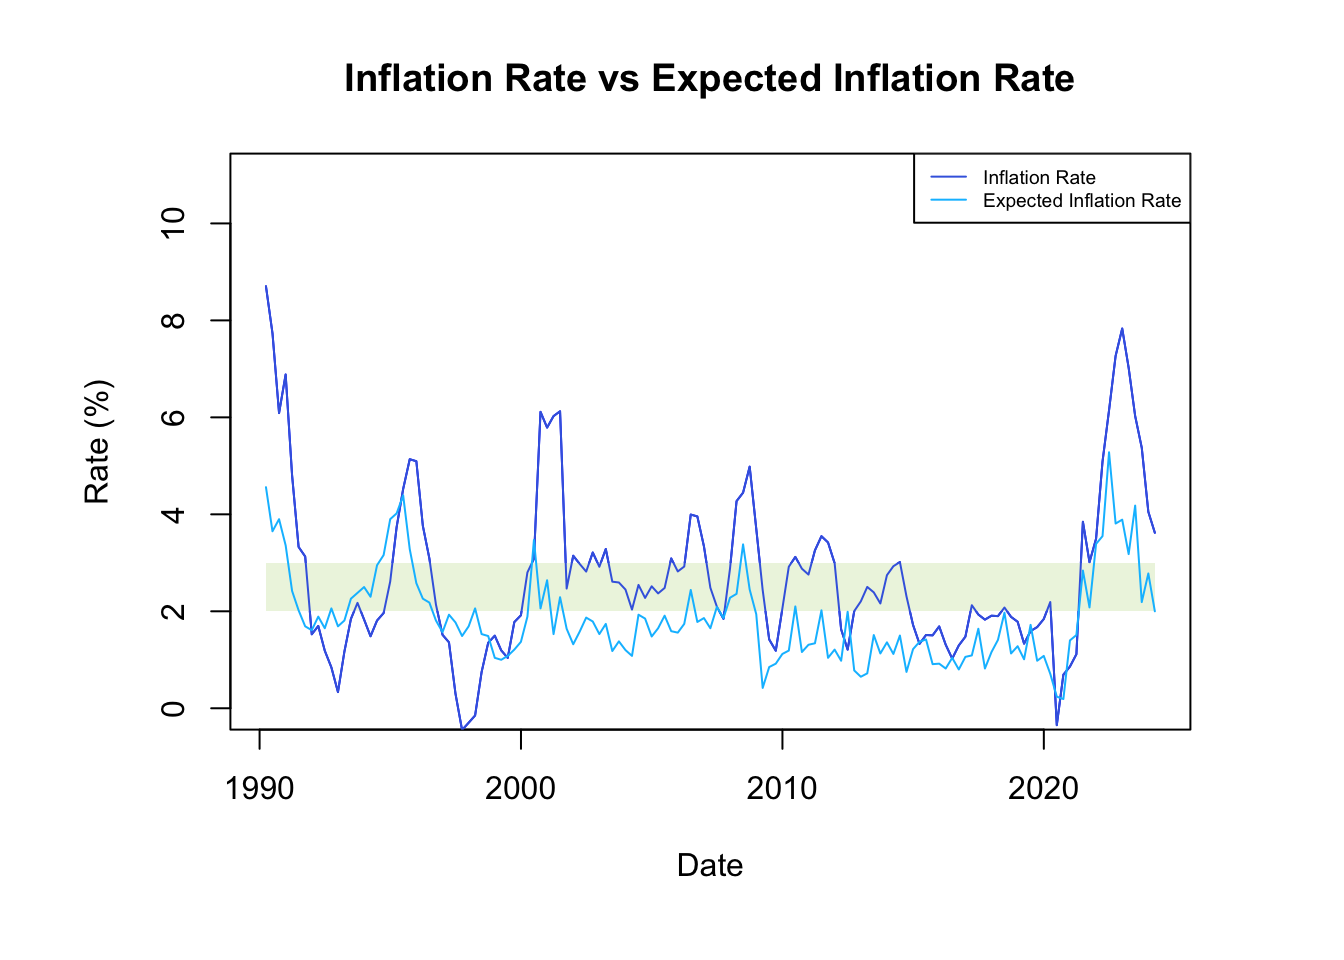 Inflation Rate vs Expected Inflation Rate
Inflation Rate
Expected Inflation Rate
Rate (%)
10
8
6
4
2
0
1990 2000 2010 2020
Date